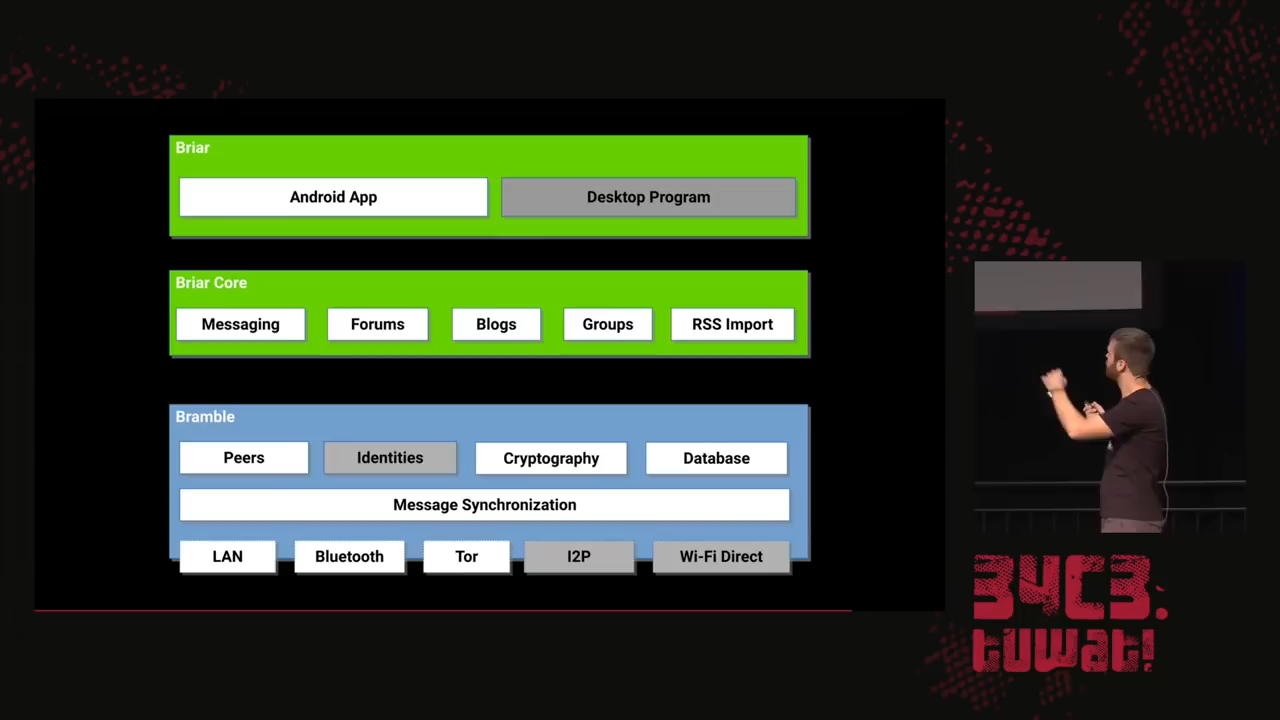 Briar
Android App
Desktop Program
Briar Core
Messaging
Forums
Blogs
Groups
RSS Import
Bramble
Peers
Identities
Cryptography
Database
Message Synchronization
LAN
Bluetooth
Tor
I2P
Wi-Fi Direct
34C3.
tuwat!